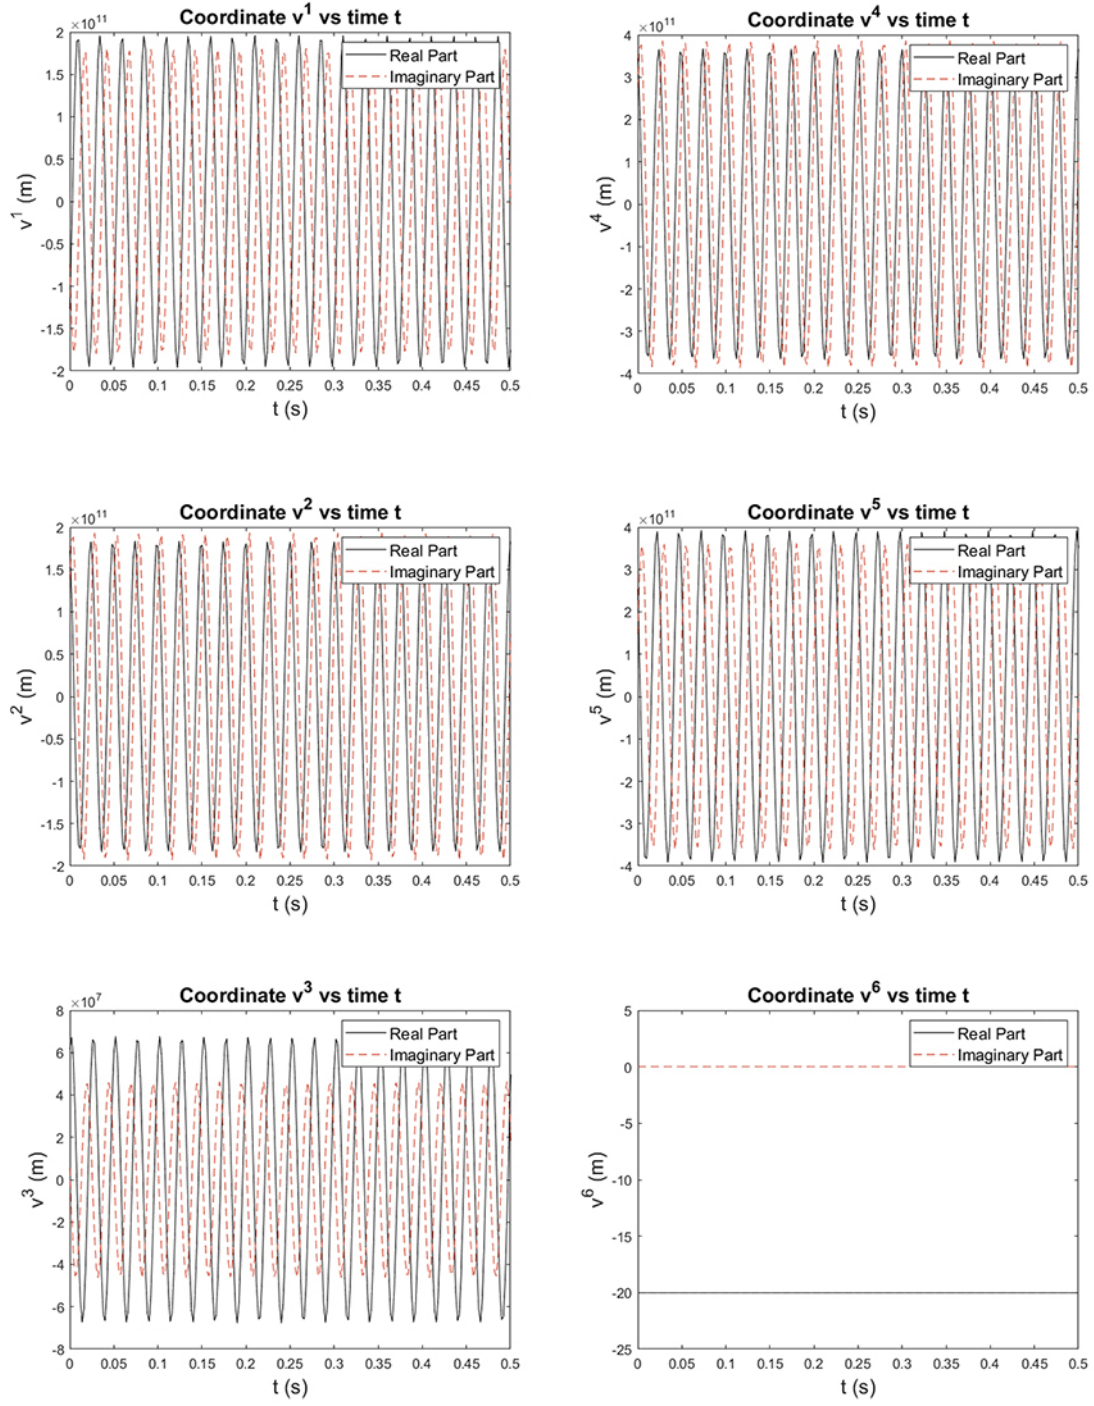 Coordinate v1 vs time t
×10^11
2
1.5
1
0.5
0
-0.5
-1
-1.5
-2
v1 (m)
Real Part
Imaginary Part
0 0.05 0.1 0.15 0.2 0.25 0.3 0.35 0.4 0.45 0.5
t (s)
Coordinate v4 vs time t
×10^11
4
3
2
1
0
-1
-2
-3
-4
v4 (m)
Real Part
Imaginary Part
0 0.05 0.1 0.15 0.2 0.25 0.3 0.35 0.4 0.45 0.5
t (s)
Coordinate v2 vs time t
×10^11
2
1.5
1
0.5
0
-0.5
-1
-1.5
-2
v2 (m)
Real Part
Imaginary Part
0 0.05 0.1 0.15 0.2 0.25 0.3 0.35 0.4 0.45 0.5
t (s)
Coordinate v5 vs time t
×10^11
4
3
2
1
0
-1
-2
-3
-4
v5 (m)
Real Part
Imaginary Part
0 0.05 0.1 0.15 0.2 0.25 0.3 0.35 0.4 0.45 0.5
t (s)
Coordinate v3 vs time t
×10^7
8
6
4
2
0
-2
-4
-6
-8
v3 (m)
Real Part
Imaginary Part
0 0.05 0.1 0.15 0.2 0.25 0.3 0.35 0.4 0.45 0.5
t (s)
Coordinate v6 vs time t
5
0
-5
-10
-15
-20
-25
v6 (m)
Real Part
Imaginary Part
0 0.05 0.1 0.15 0.2 0.25 0.3 0.35 0.4 0.45 0.5
t (s)